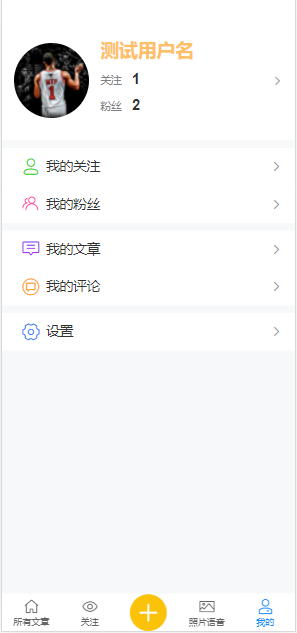 测试用户名
关注 1
粉丝 2
我的关注
我的粉丝
我的文章
我的评论
设置
所有文章 关注 照片语音 我的